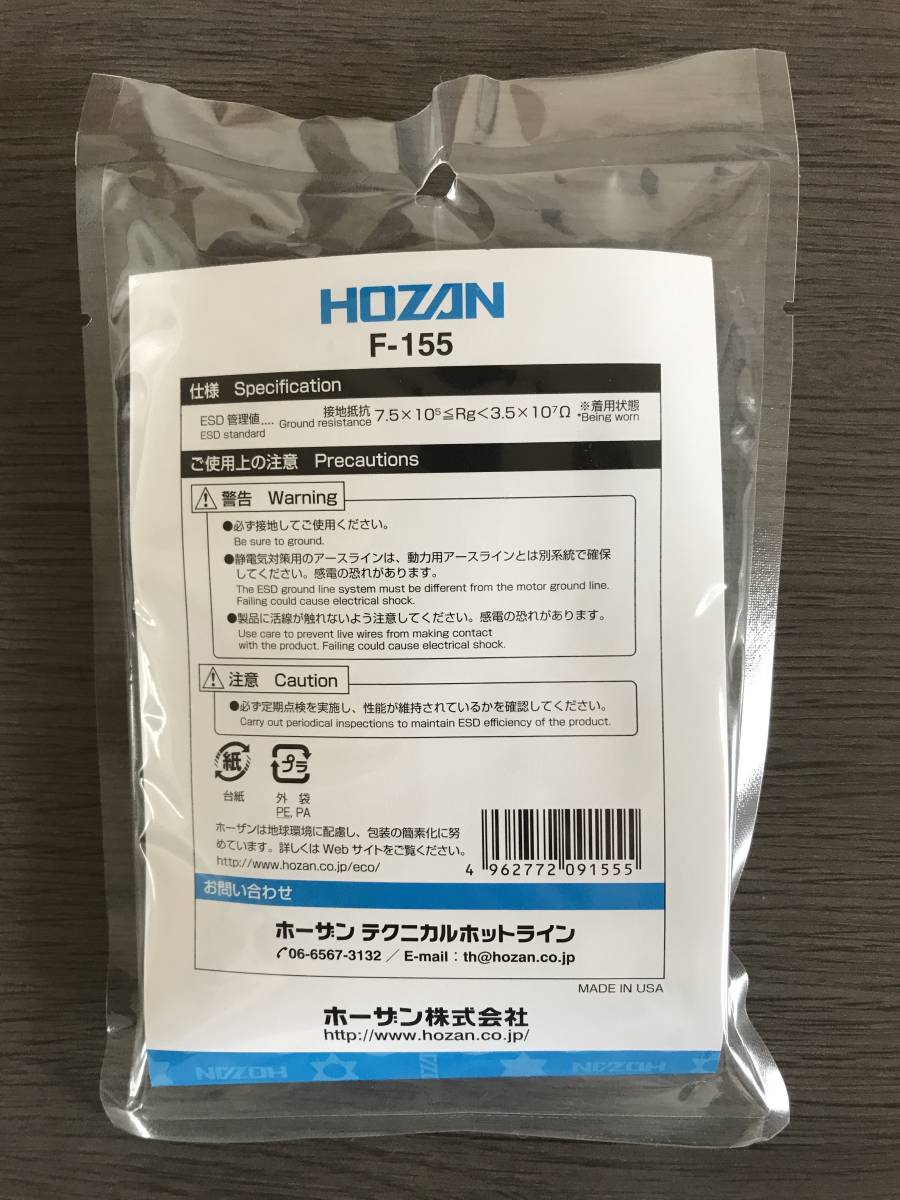 HOZAN
F-155
仕様 Specification
ESD 管理値.... 接地抵抗 7.5×10⁵≦Rg<3.5×10⁷Ω ※着用状態
ESD standard Ground resistance *Being worn
ご使用上の注意 Precautions
警告 Warning
●必ず接地してご使用ください。
Be sure to ground.
●静電気対策用のアースラインは、動力用アースラインとは別系統で確保
してください。感電の恐れがあります。
The ESD ground line system must be different from the motor ground line.
Failing could cause electrical shock.
●製品に活線が触れないよう注意してください。感電の恐れがあります。
Use care to prevent live wires from making contact
with the product. Failing could cause electrical shock.
注意 Caution
●必ず定期点検を実施し、性能が維持されているかを確認してください。
Carry out periodical inspections to maintain ESD efficiency of the product.
紙 プラ
台紙 外 袋
PE, PA
ホーザンは地球環境に配慮し、包装の簡素化に努
めています。詳しくは Web サイトをご覧ください。
http://www.hozan.co.jp/eco/
4 962772 091555
お問い合わせ
ホーザン テクニカルホットライン
06-6567-3132 / E-mail : th@hozan.co.jp
MADE IN USA
ホーザン株式会社
http://www.hozan.co.jp/
HOZAN HOZAN HOZAN